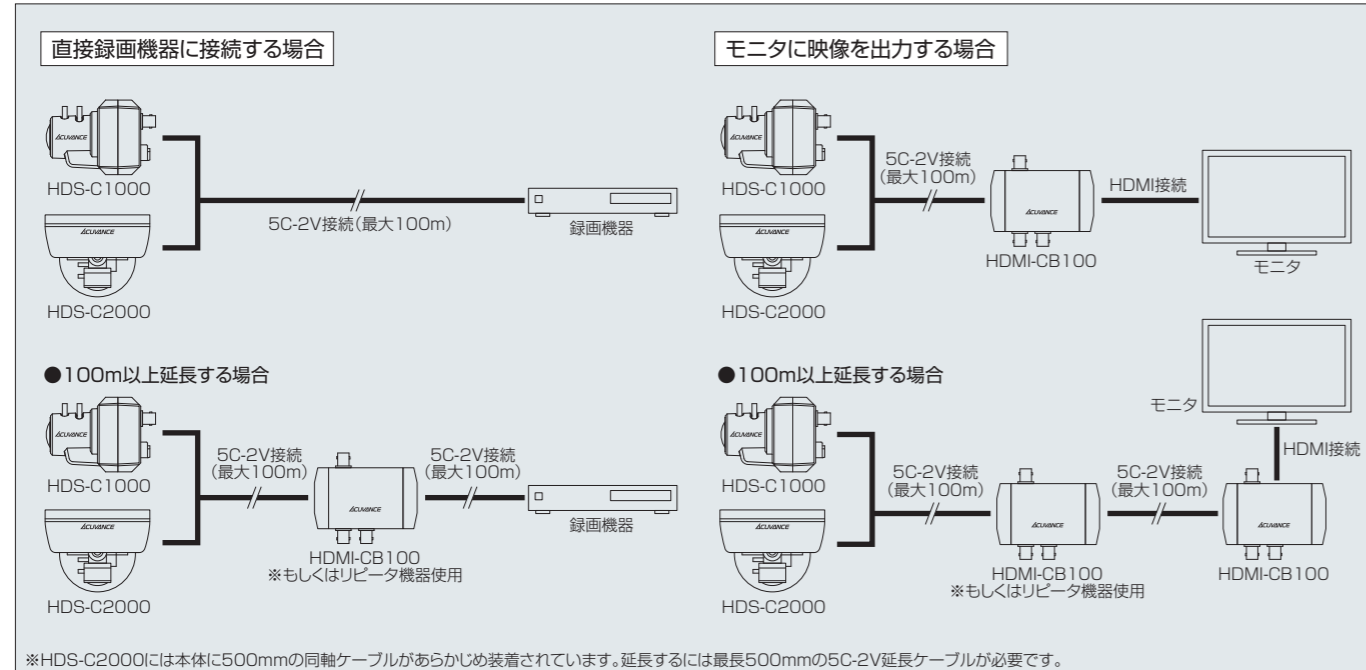 直接録画機器に接続する場合
ACUVANCE
HDS-C1000
ACUVANCE
HDS-C2000
5C-2V接続(最大100m)
録画機器
●100m以上延長する場合
ACUVANCE
HDS-C1000
ACUVANCE
HDS-C2000
5C-2V接続
(最大100m)
ACUVANCE
HDMI-CB100
※もしくはリピータ機器使用
5C-2V接続
(最大100m)
録画機器
モニタに映像を出力する場合
ACUVANCE
HDS-C1000
ACUVANCE
HDS-C2000
5C-2V接続
(最大100m)
ACUVANCE
HDMI-CB100
HDMI接続
モニタ
●100m以上延長する場合
ACUVANCE
HDS-C1000
ACUVANCE
HDS-C2000
5C-2V接続
(最大100m)
ACUVANCE
HDMI-CB100
※もしくはリピータ機器使用
5C-2V接続
(最大100m)
モニタ
HDMI接続
ACUVANCE
HDMI-CB100
※HDS-C2000には本体に500mmの同軸ケーブルがあらかじめ装着されています。延長するには最長500mmの5C-2V延長ケーブルが必要です。